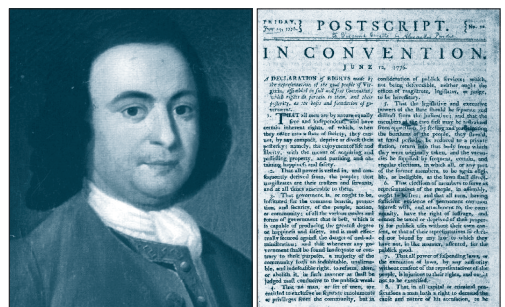 FRIDAY,
POSTSCRIPT.
IN CONVENTION.
JUNE 12, 1776.
A DECLARATION of RIGHTS made by
the representatives of the good people of Vir-
ginia, assembled in full and free Convention;
which rights do pertain to them, and their
posterity, as the basis and foundation of go-
vernment.
1. THAT all men are by nature equally
free and independent, and have
certain inherent rights, of which, when
they enter into a state of society, they can-
not, by any compact, deprive or divest their
posterity; namely, the enjoyment of life and
liberty, with the means of acquiring and
possessing property, and pursuing and ob-
taining happiness and safety.
2. That all power is vested in, and con-
sequently derived from, the people; that
magistrates are their trustees and servants,
and at all times amenable to them.
3. That government is, or ought to be,
instituted for the common benefit, protec-
tion, and security, of the people, nation,
or community; of all the various modes and
forms of government that is best, which is
capable of producing the greatest degree
of happiness and safety, and is most effec-
tually secured against the danger of mal-ad-
ministration; and that whenever any go-
vernment shall be found inadequate or con-
trary to these purposes, a majority of the
community hath an indubitable, unaliena-
ble, and indefeasible right, to reform, alter,
or abolish it, in such manner as shall be
judged most conducive to the publick weal.
4. That no man, or set of men, are
entitled to exclusive or separate emoluments
or privileges from the community, but in
consideration of publick services; which,
not being descendible, neither ought the
offices of magistrate, legislator, or judge,
to be hereditary.
5. That the legislative and executive
powers of the state should be separate and
distinct from the judicative; and that the
members of the two first may be restrained
from oppression, by feeling and participating
the burthens of the people, they should,
at fixed periods, be reduced to a private
station, return into that body from which
they were originally taken, and the vacan-
cies be supplied by frequent, certain, and
regular elections, in which all, or any part
of the former members, to be again eligi-
ble, or ineligible, as the laws shall direct.
6. That elections of members to serve as
representatives of the people, in assembly,
ought to be free; and that all men, having
sufficient evidence of permanent common
interest with, and attachment to, the com-
munity, have the right of suffrage, and
cannot be taxed or deprived of their proper-
ty for publick uses without their own con-
sent, or that of their representatives so elect-
ed, nor bound by any law to which they
have not, in like manner, assented, for the
publick good.
7. That all power of suspending laws, or
the execution of laws, by any authority
without consent of the representatives of the
people, is injurious to their rights, and ought
not to be exercised.
8. That in all capital or criminal pro-
secutions a man hath a right to demand the
cause and nature of his accusation, to be